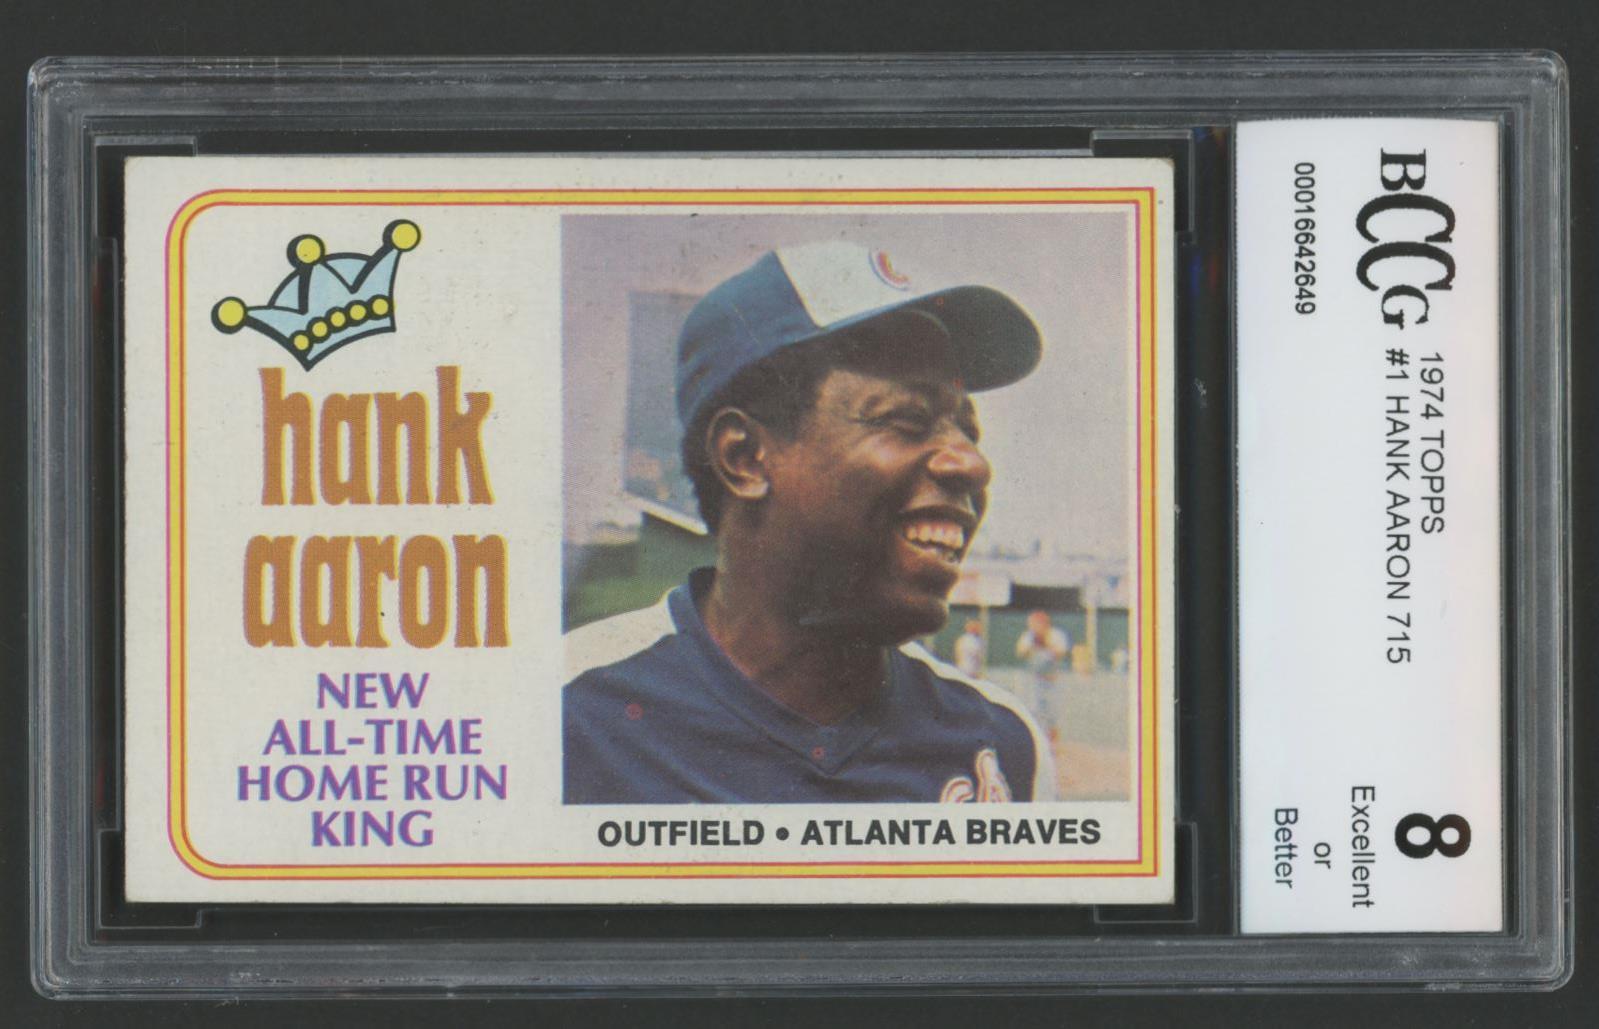 hank
aaron
NEW
ALL-TIME
HOME RUN
KING
OUTFIELD • ATLANTA BRAVES
BCCG
1974 TOPPS
#1 HANK AARON 715
00016642649
8
Excellent
or
Better